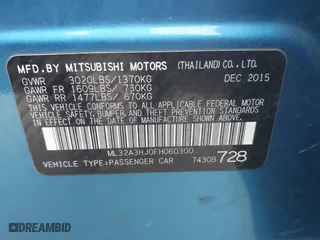 MFD.BY MITSUBISHI MOTORS (THAILAND) CO., LTD.
GVWR 3020LBS/1370KG DEC 2015
GAWR FR 1609LBS/ 730KG
GAWR RR 1477LBS/ 670KG
THIS VEHICLE CONFORMS TO ALL APPLICABLE
FEDERAL MOTOR VEHICLE SAFETY,
BUMPER, AND THEFT PREVENTION STANDARDS
IN EFFECT ON THE DATE OF MANUFACTURE
SHOWN ABOVE.
ML32A3HJ0FH060300
VEHICLE TYPE:PASSENGER CAR 7430B 728
© AutoBidMaster